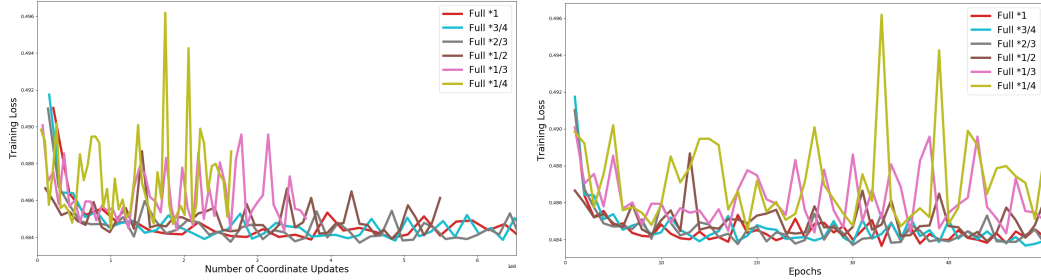 0.496
0.494
0.492
0.490
0.488
0.486
0.484
Training Loss
0
1
2
3
4
5
6
1e8
Number of Coordinate Updates
Full *1
Full *3/4
Full *2/3
Full *1/2
Full *1/3
Full *1/4
0.496
0.494
0.492
0.490
0.488
0.486
0.484
Training Loss
0
10
20
30
40
Epochs
Full *1
Full *3/4
Full *2/3
Full *1/2
Full *1/3
Full *1/4